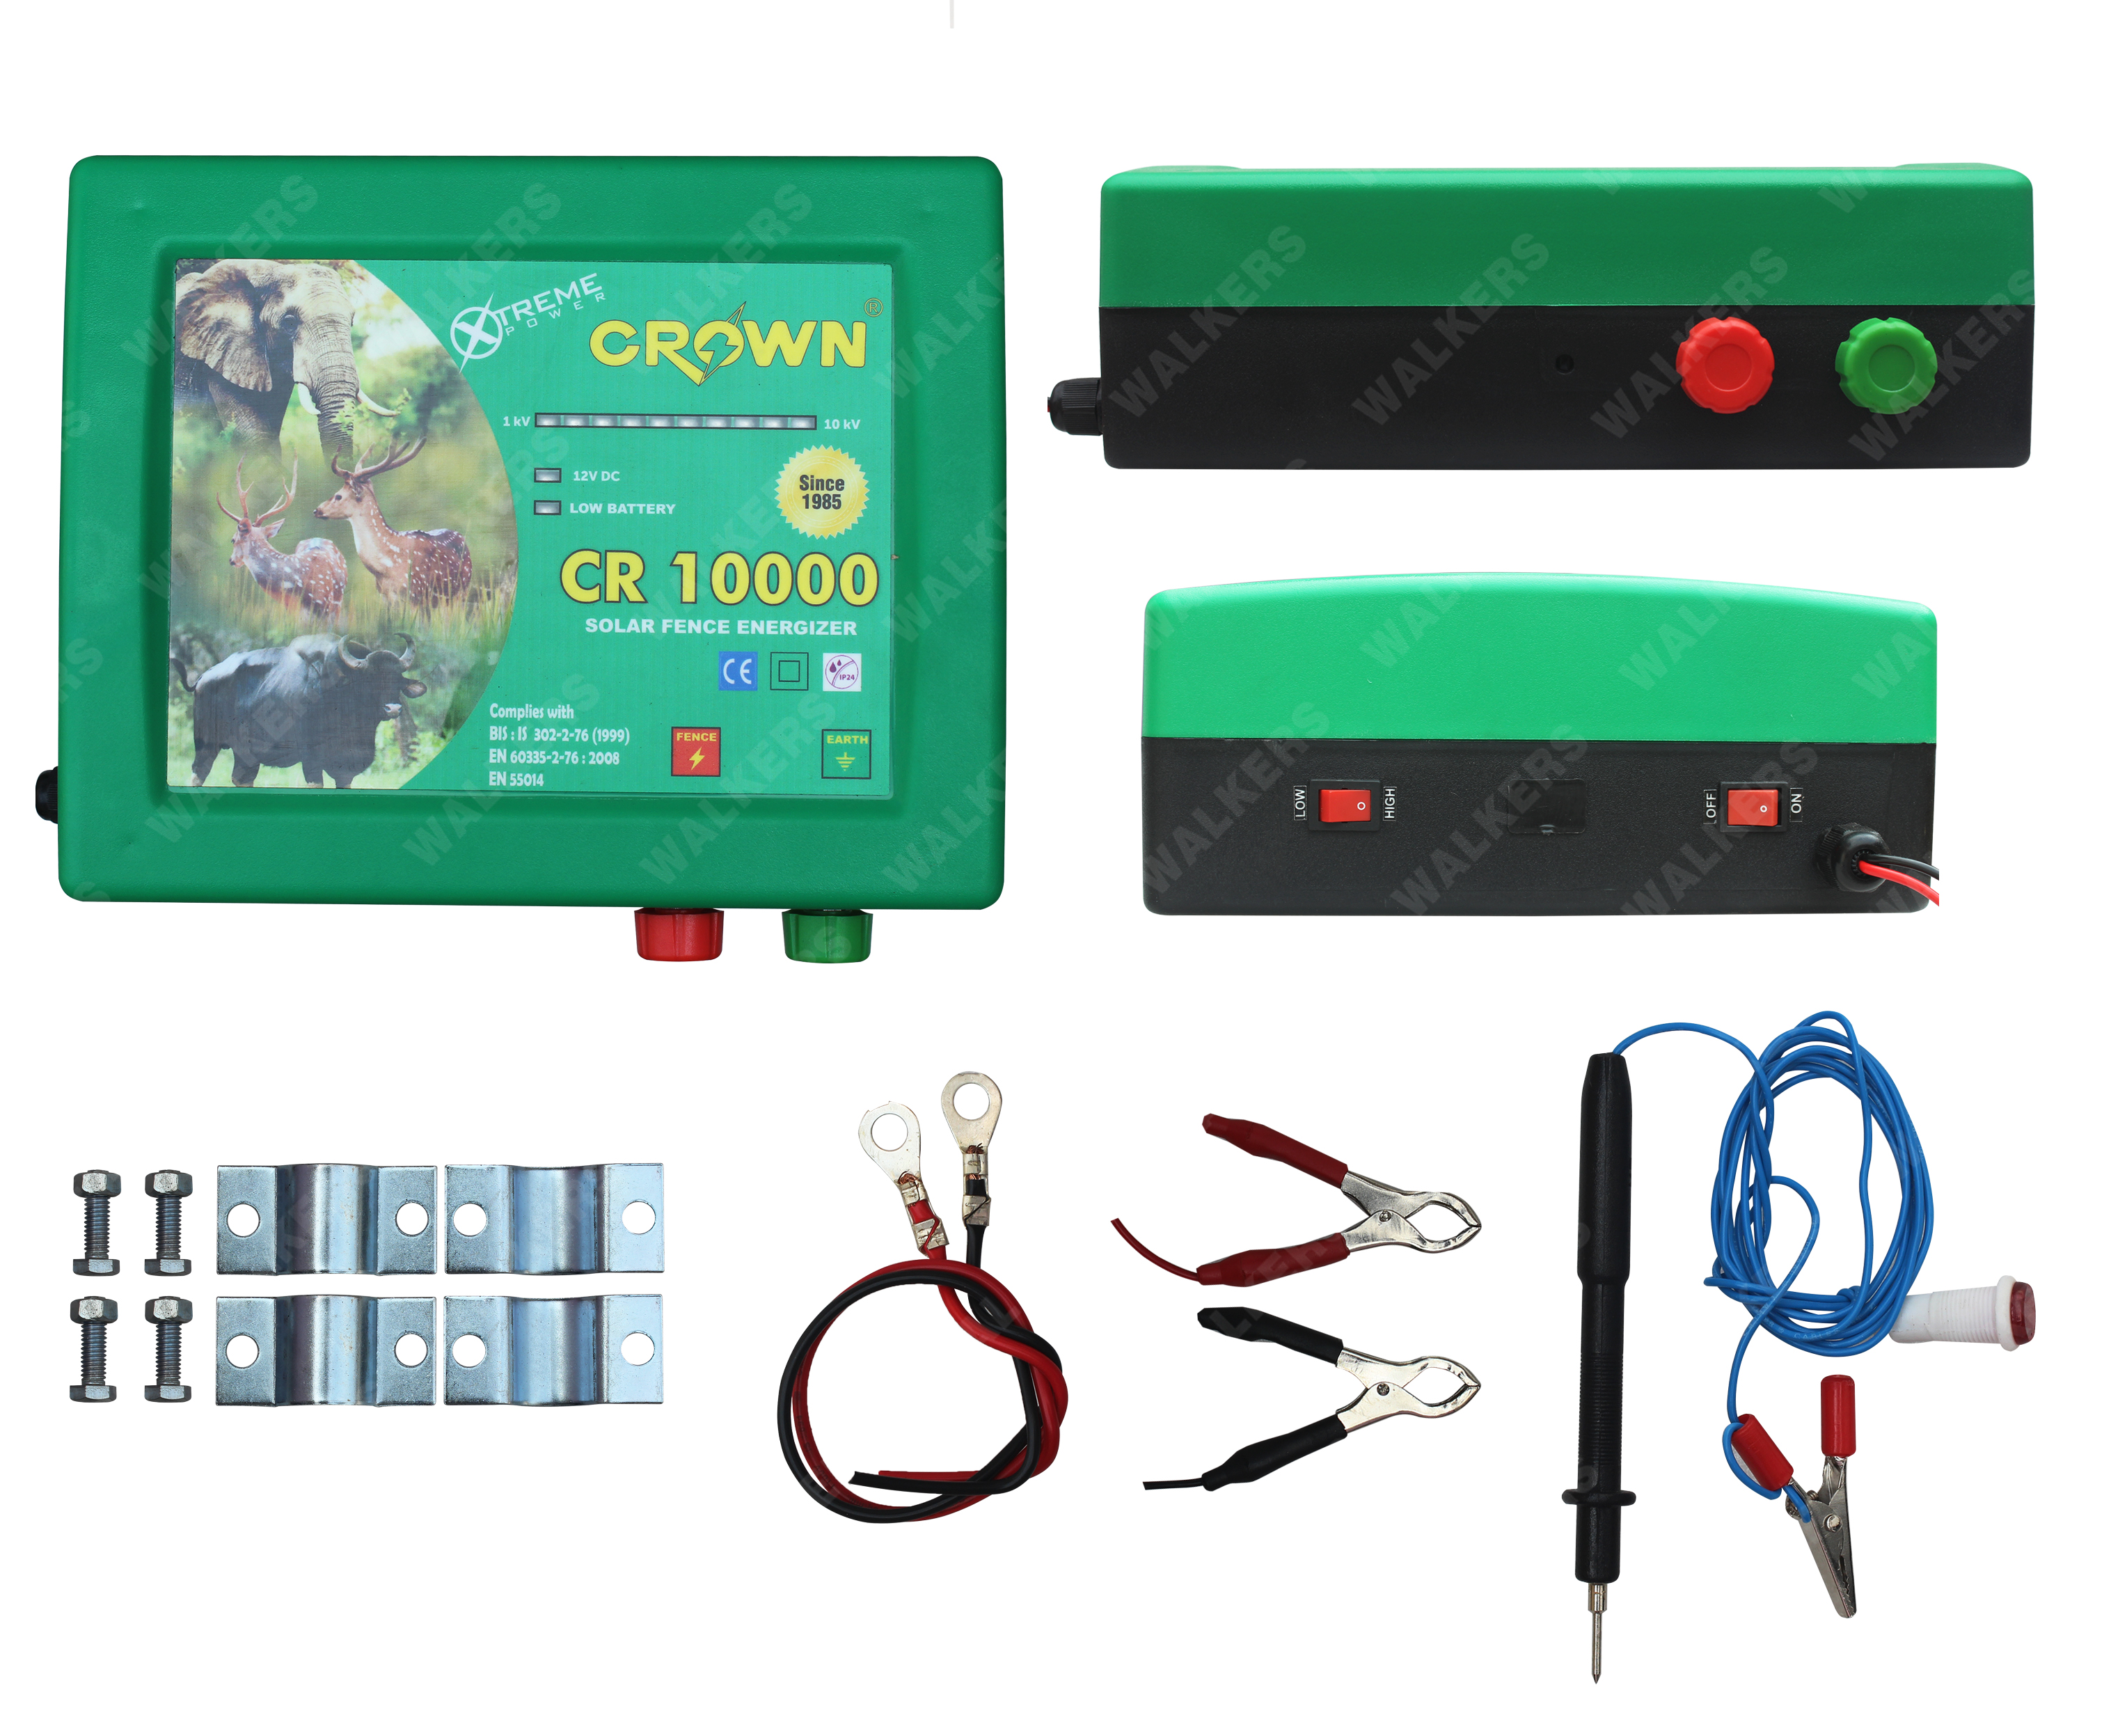 XTREME
POWER
CROWN®
1 kV
10 kV
12V DC
LOW BATTERY
Since
1985
CR 10000
SOLAR FENCE ENERGIZER
CE
IP24
Complies with
BIS : IS 302-2-76 (1999)
EN 60335-2-76 : 2008
EN 55014
FENCE
EARTH
LOW
HIGH
OFF
ON
WALKERS